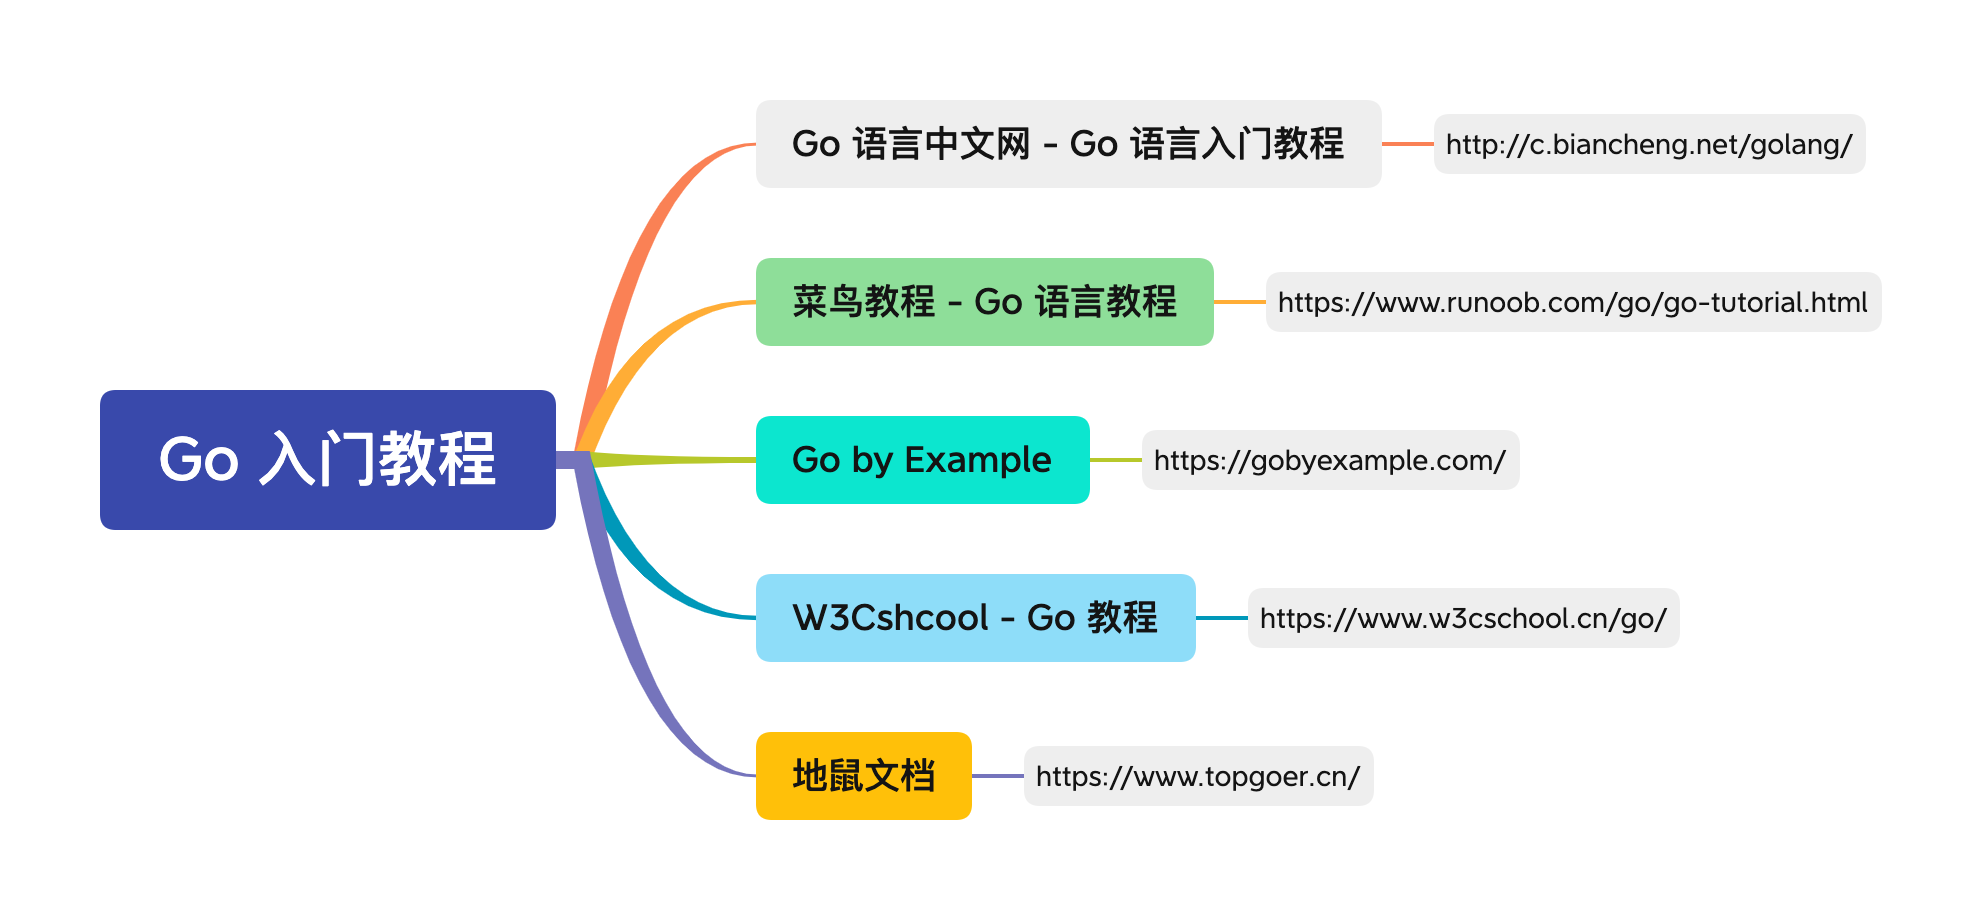 Go 入门教程
Go 语言中文网 - Go 语言入门教程
http://c.biancheng.net/golang/
菜鸟教程 - Go 语言教程
https://www.runoob.com/go/go-tutorial.html
Go by Example
https://gobyexample.com/
W3Cshcool - Go 教程
https://www.w3cschool.cn/go/
地鼠文档
https://www.topgoer.cn/